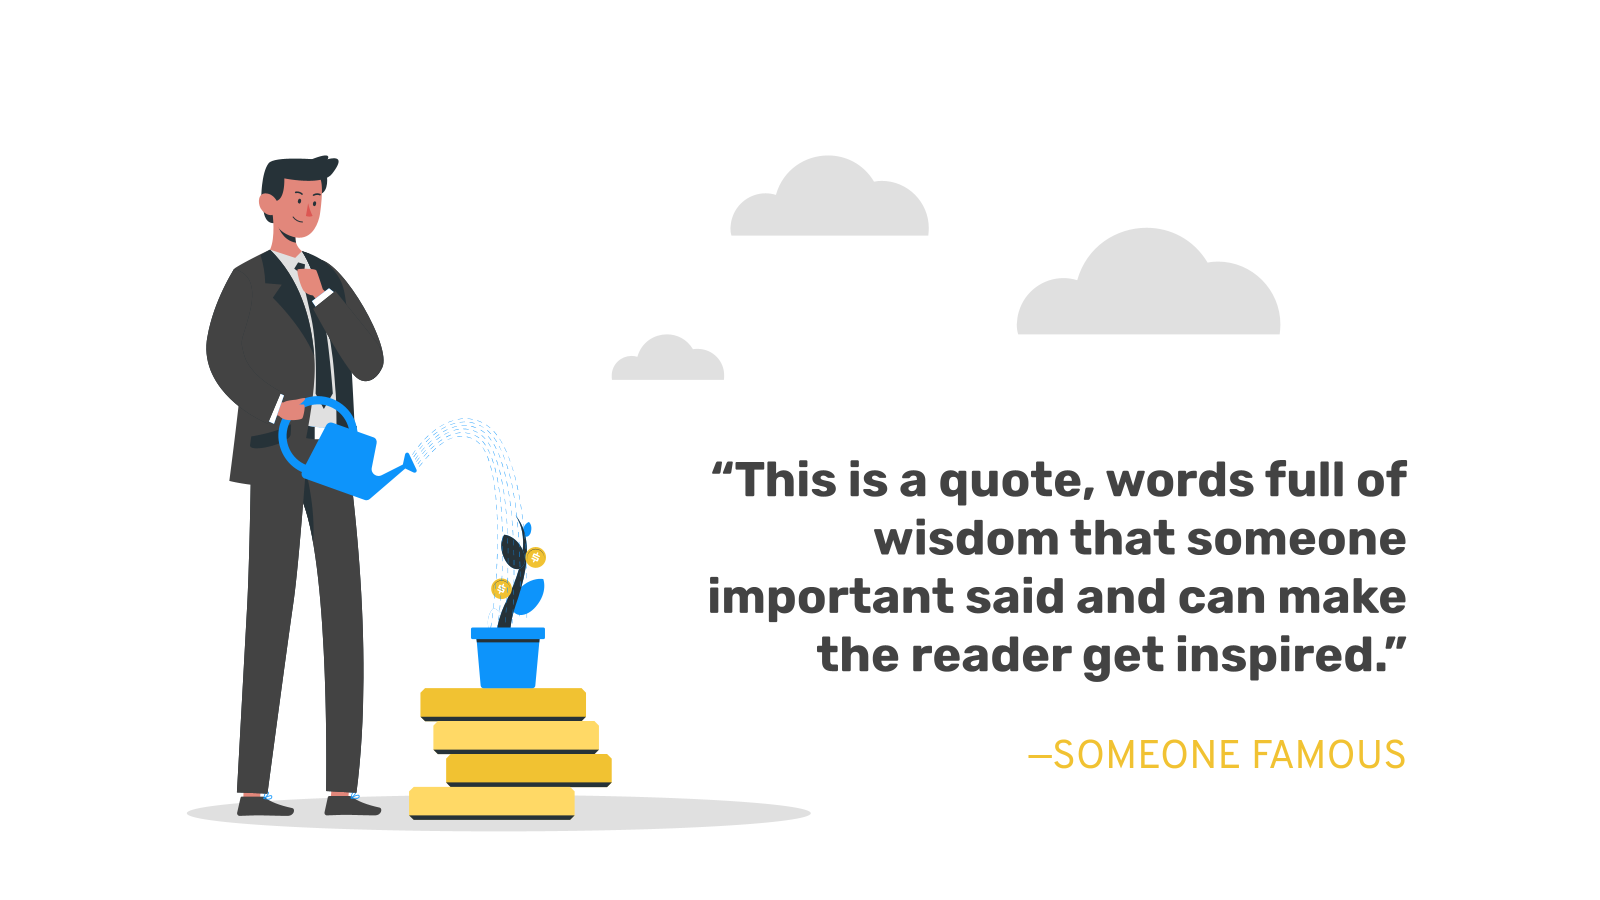 “This is a quote, words full of
wisdom that someone
important said and can make
the reader get inspired.”
—SOMEONE FAMOUS